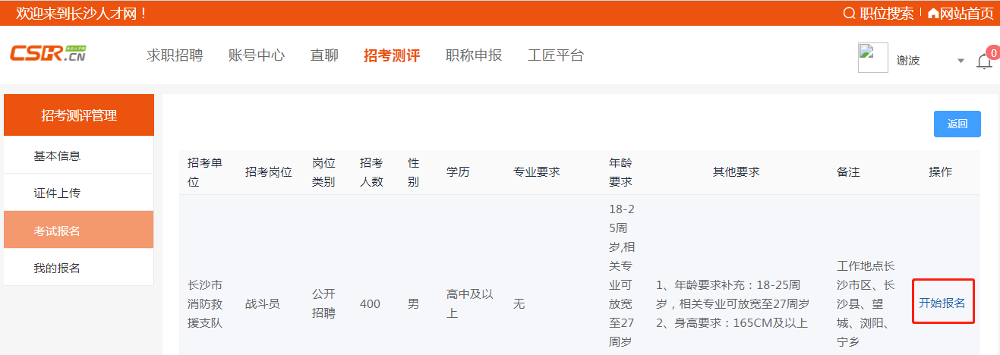 欢迎来到长沙人才网！
职位搜索 网站首页
CSRC.CN
求职招聘 账号中心 直聊 招考测评 职称申报 工匠平台
谢波
0
招考测评管理
基本信息
证件上传
考试报名
我的报名
返回
招考单
位
招考岗位
岗位
类别
招考
人数
性
别
学历
专业要求
年龄
要求
其他要求
备注
操作
长沙市
消防救
援支队
战斗员
公开
招聘
400
男
高中及以
上
无
18-2
5周
岁,相
关专
业可
放宽
至27
周岁
1、年龄要求补充：18-25周
岁，相关专业可放宽至27周岁
2、身高要求：165CM及以上
工作地点长
沙市区、长
沙县、望
城、浏阳、
宁乡
开始报名